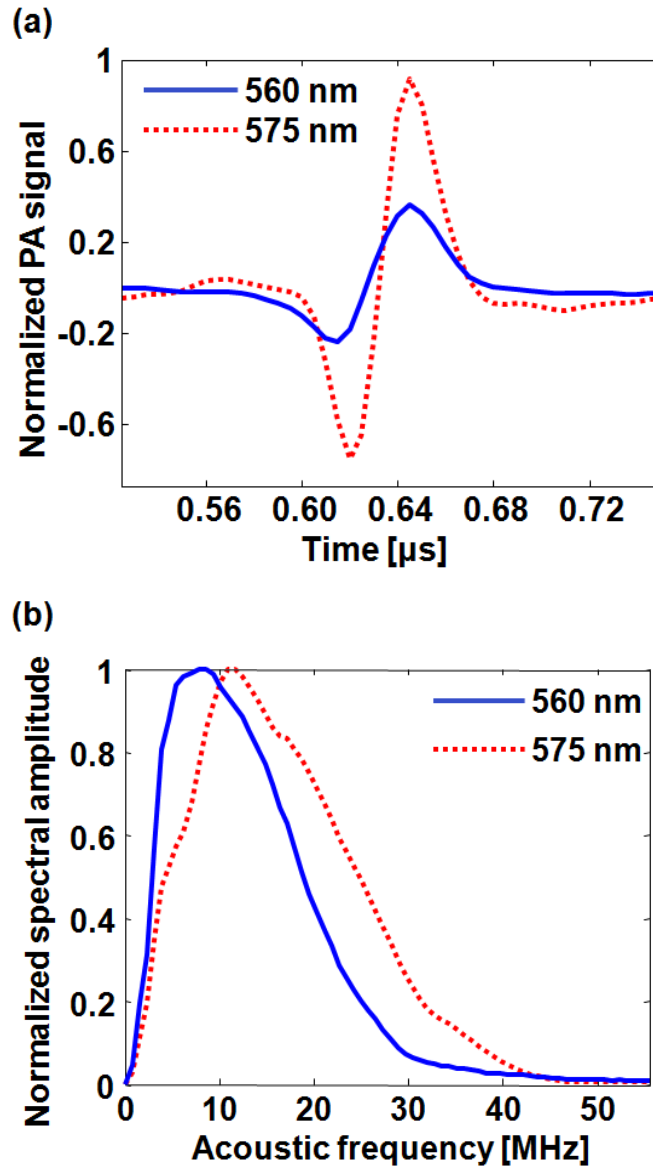 (a)
1
560 nm
575 nm
0.6
0.2
-0.2
-0.6
Normalized PA signal
0.56 0.60 0.64 0.68 0.72
Time [µs]
(b)
1
560 nm
575 nm
0.8
0.6
0.4
0.2
0
Normalized spectral amplitude
0 10 20 30 40 50
Acoustic frequency [MHz]